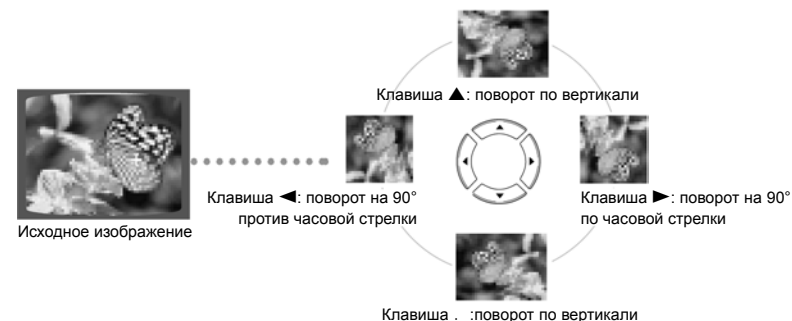 Клавиша ▲: поворот по вертикали
Клавиша ◄: поворот на 90°
против часовой стрелки
Клавиша ►: поворот на 90°
по часовой стрелки
Исходное изображение
Клавиша . :поворот по вертикали